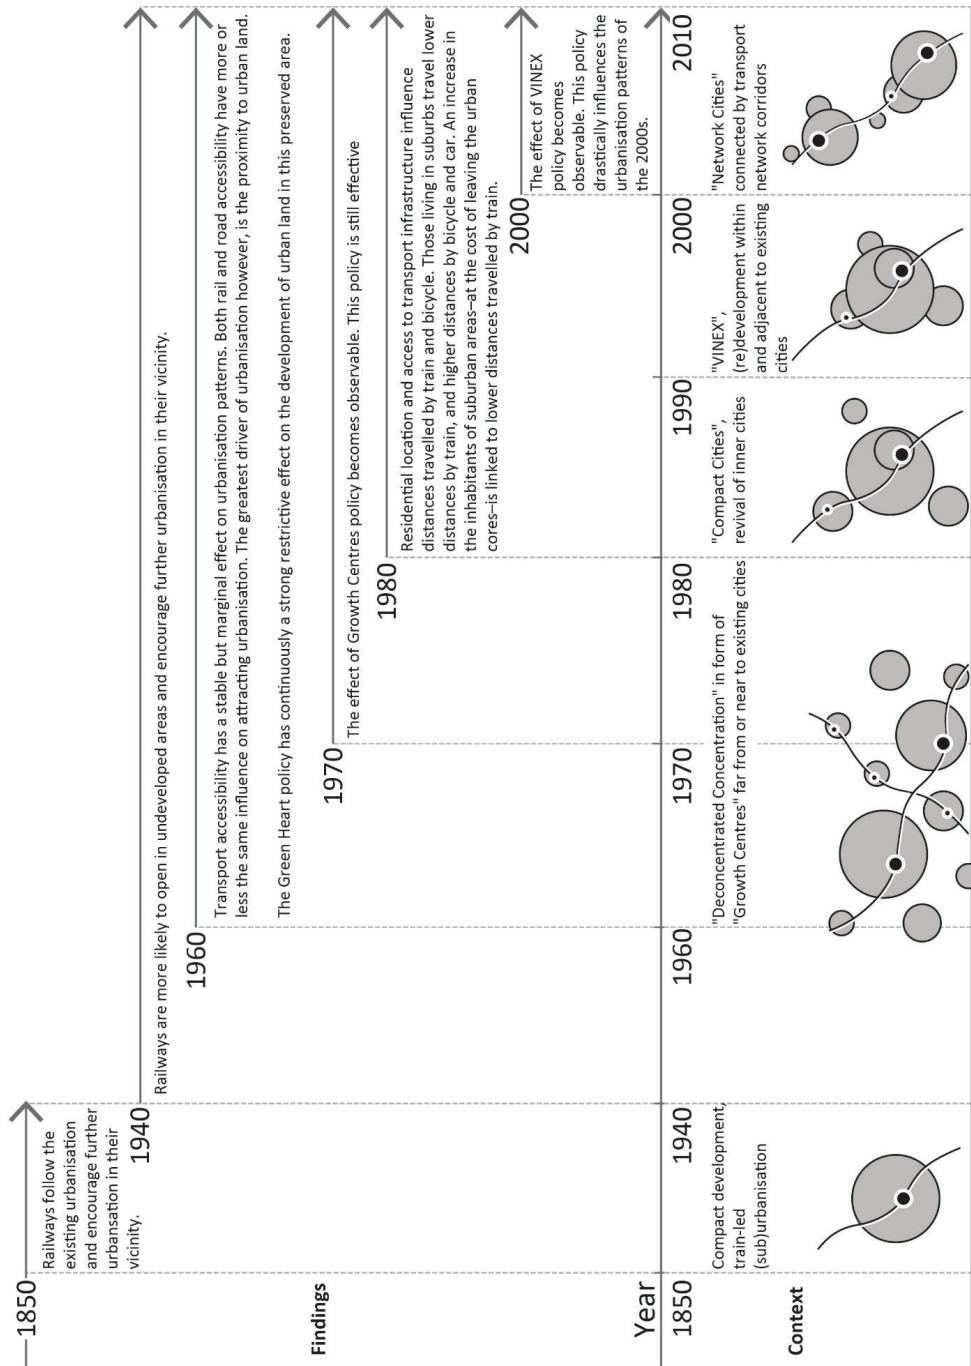 1850
Railways follow the
existing urbanisation
and encourage further
urbansation in their
vicinity.
1940
Railways are more likely to open in undeveloped areas and encourage further urbanisation in their vicinity.
1960
Transport accessibility has a stable but marginal effect on urbanisation patterns. Both rail and road accessibility have more or
less the same influence on attracting urbanisation. The greatest driver of urbanisation however, is the proximity to urban land.
The Green Heart policy has continuously a strong restrictive effect on the development of urban land in this preserved area.
1970
The effect of Growth Centres policy becomes observable. This policy is still effective
1980
Residential location and access to transport infrastructure influence
distances travelled by train and bicycle. Those living in suburbs travel lower
distances by train, and higher distances by bicycle and car. An increase in
the inhabitants of suburban areas–at the cost of leaving the urban
cores–is linked to lower distances travelled by train.
2000
The effect of VINEX
policy becomes
observable. This policy
drastically influences the
urbanisation patterns of
the 2000s.
Findings
Year
1850
1940
1960
1970
1980
1990
2000
2010
Context
Compact development,
train-led
(sub)urbanisation
"Deconcentrated Concentration" in form of
"Growth Centres" far from or near to existing cities
"Compact Cities",
revival of inner cities
"VINEX",
(re)development within
and adjacent to existing
cities
"Network Cities"
connected by transport
network corridors